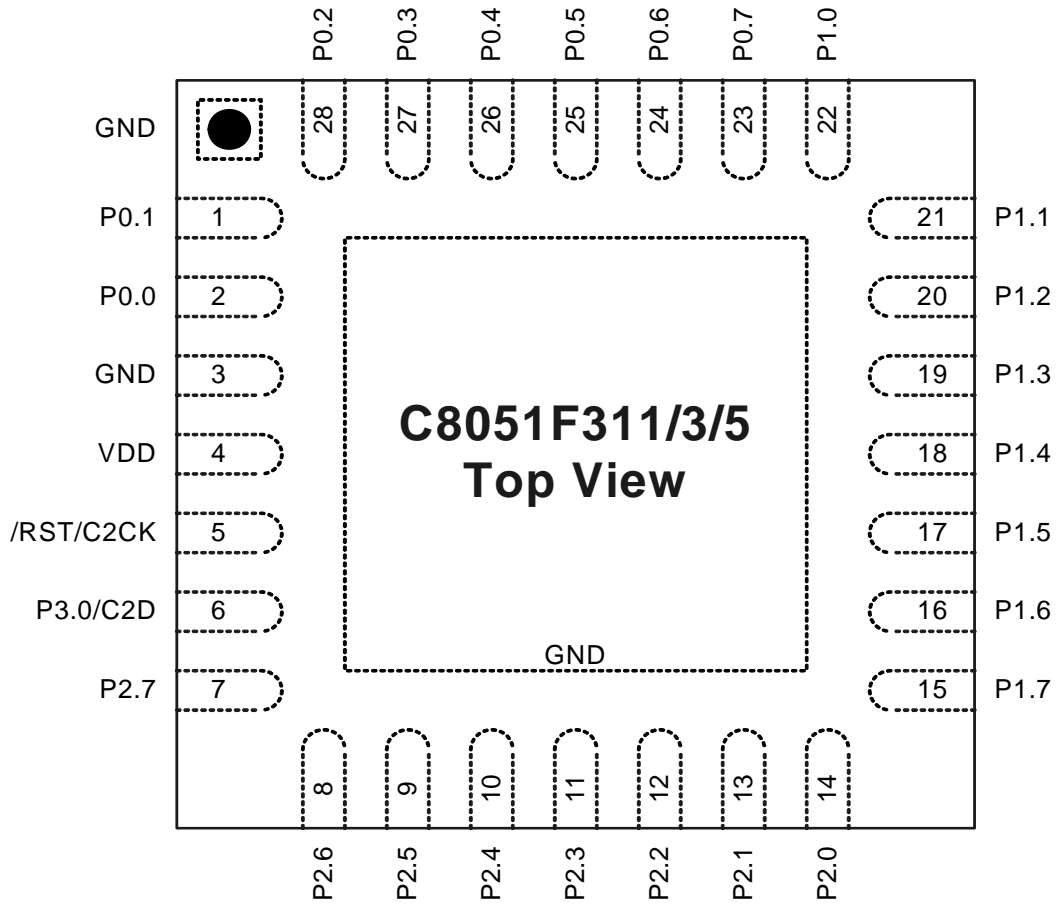 P0.2 P0.3 P0.4 P0.5 P0.6 P0.7 P1.0
28 27 26 25 24 23 22
GND
P0.1 1 21 P1.1
P0.0 2 20 P1.2
GND 3 19 P1.3
C8051F311/3/5
VDD 4 18 P1.4
Top View
/RST/C2CK 5 17 P1.5
P3.0/C2D 6 16 P1.6
GND
P2.7 7 15 P1.7
8 9 10 11 12 13 14
P2.6 P2.5 P2.4 P2.3 P2.2 P2.1 P2.0